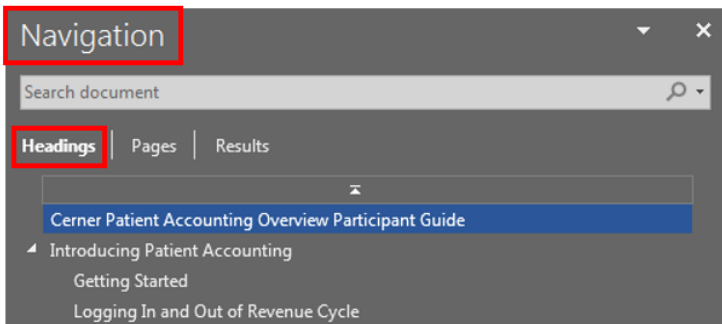 Navigation
Search document
Headings Pages Results
Cerner Patient Accounting Overview Participant Guide
Introducing Patient Accounting
Getting Started
Logging In and Out of Revenue Cycle